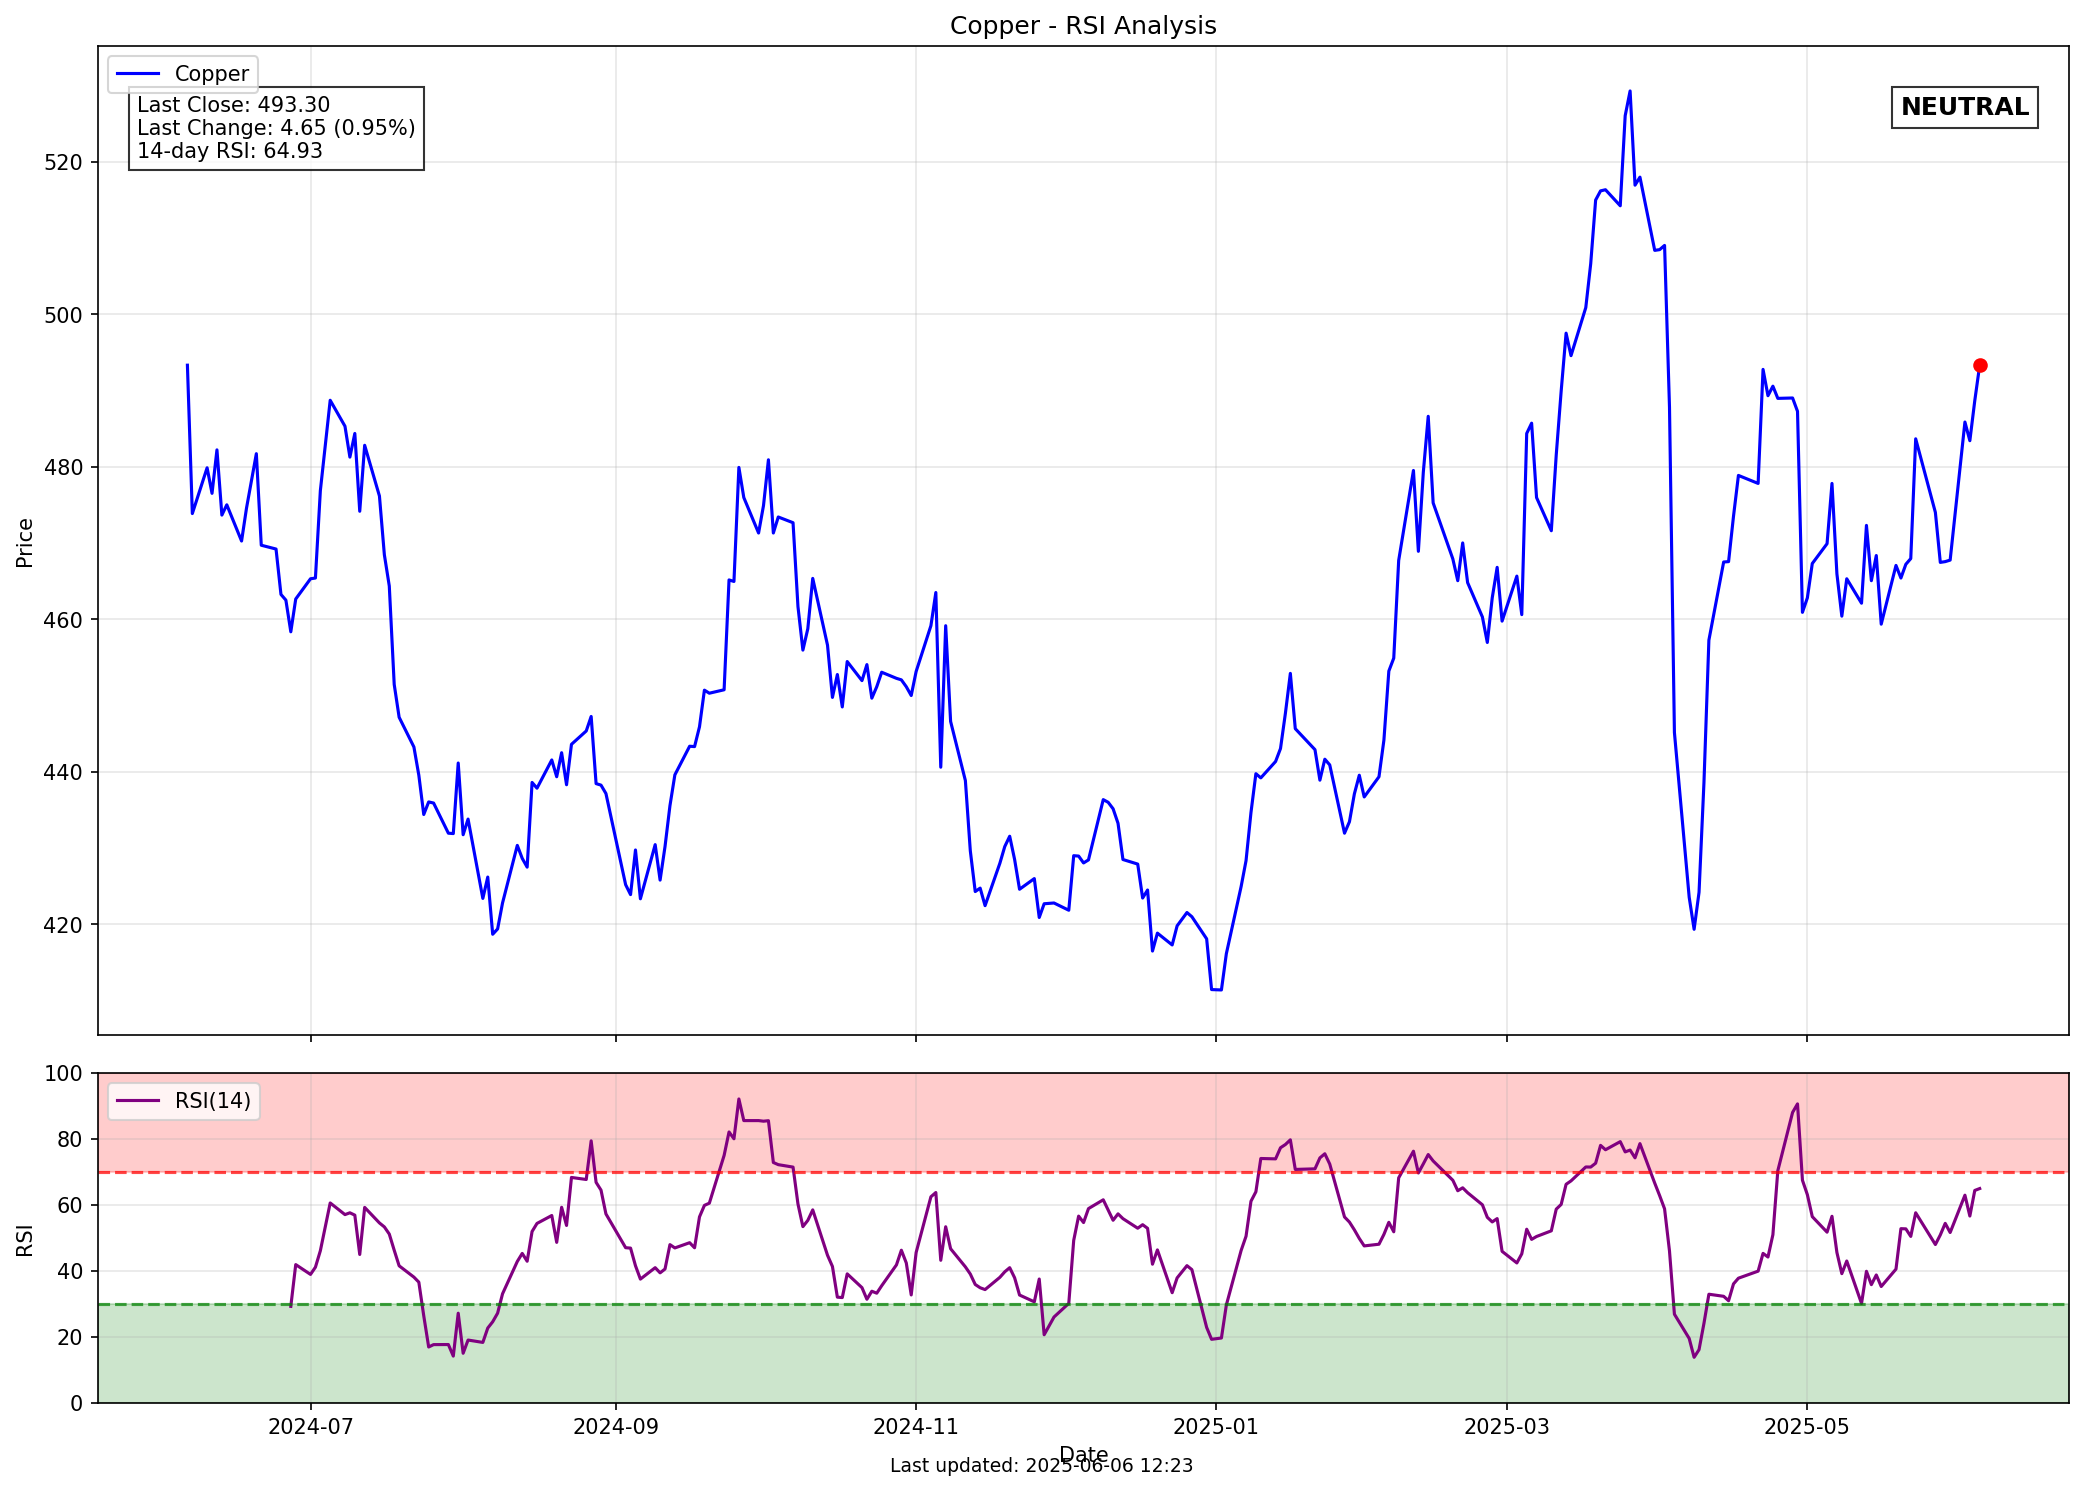 Copper - RSI Analysis
Copper
Last Close: 493.30
Last Change: 4.65 (0.95%)
14-day RSI: 64.93
NEUTRAL
Price
520
500
480
460
440
420
RSI(14)
RSI
100
80
60
40
20
0
2024-07
2024-09
2024-11
2025-01
2025-03
2025-05
Date
Last updated: 2025-06-06 12:23